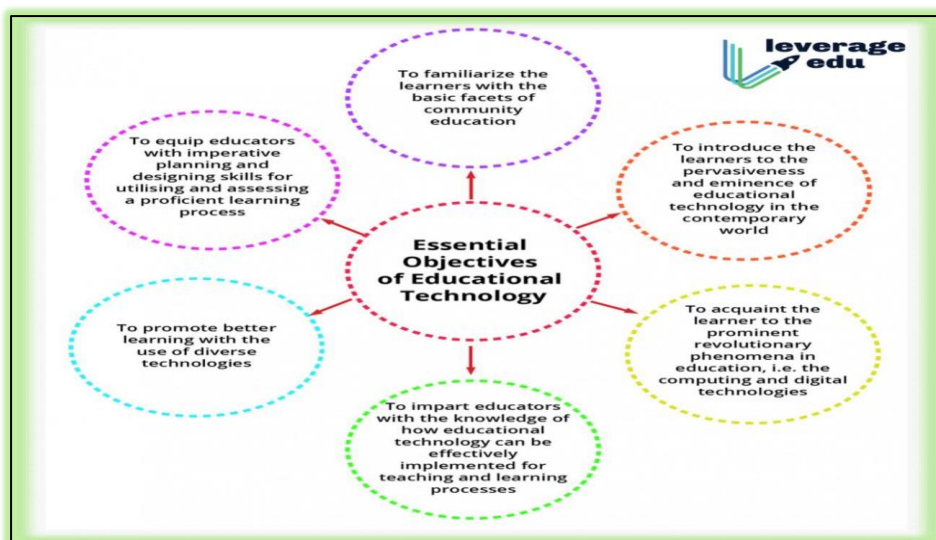 leverage
edu
To familiarize the
learners with the
basic facets of
community
education
To equip educators
with imperative
planning and
designing skills for
utilising and assessing
a proficient learning
process
To introduce the
learners to the
pervasiveness
and eminence of
educational
technology in the
contemporary
world
Essential
Objectives
of Educational
Technology
To promote better
learning with the
use of diverse
technologies
To acquaint the
learner to the
prominent
revolutionary
phenomena in
education, i.e. the
computing and digital
technologies
To impart educators
with the knowledge of
how educational
technology can be
effectively
implemented for
teaching and learning
processes